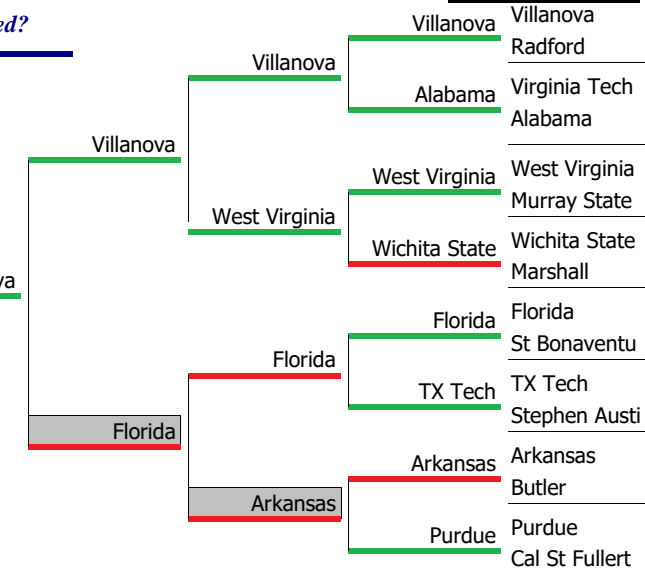 ed?
Villanova
Radford
Villanova
Villanova
Virginia Tech
Alabama
Alabama
Villanova
West Virginia
Murray State
West Virginia
West Virginia
Wichita State
Marshall
Wichita State
va
Florida
St Bonaventu
Florida
Florida
TX Tech
Stephen Austi
TX Tech
Florida
Arkansas
Butler
Arkansas
Arkansas
Purdue
Cal St Fullert
Purdue